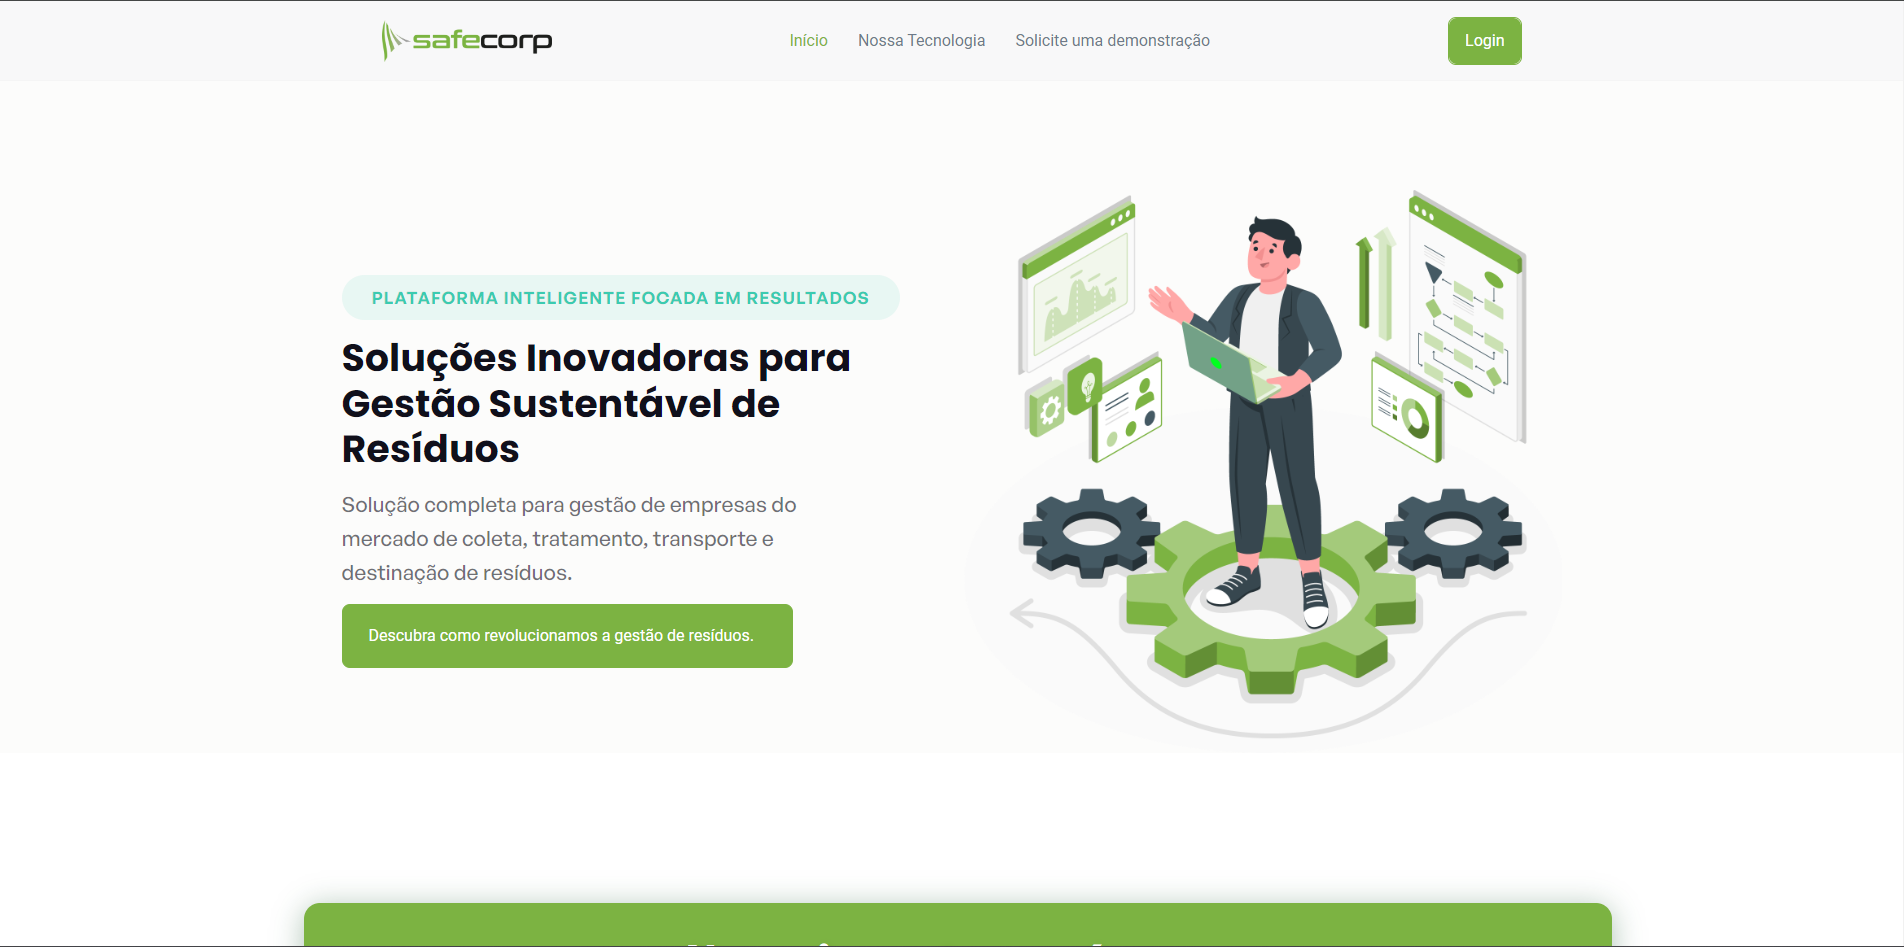 safecorp
Início
Nossa Tecnologia
Solicite uma demonstração
Login
PLATAFORMA INTELIGENTE FOCADA EM RESULTADOS
Soluções Inovadoras para
Gestão Sustentável de
Resíduos
Solução completa para gestão de empresas do
mercado de coleta, tratamento, transporte e
destinação de resíduos.
Descubra como revolucionamos a gestão de resíduos.